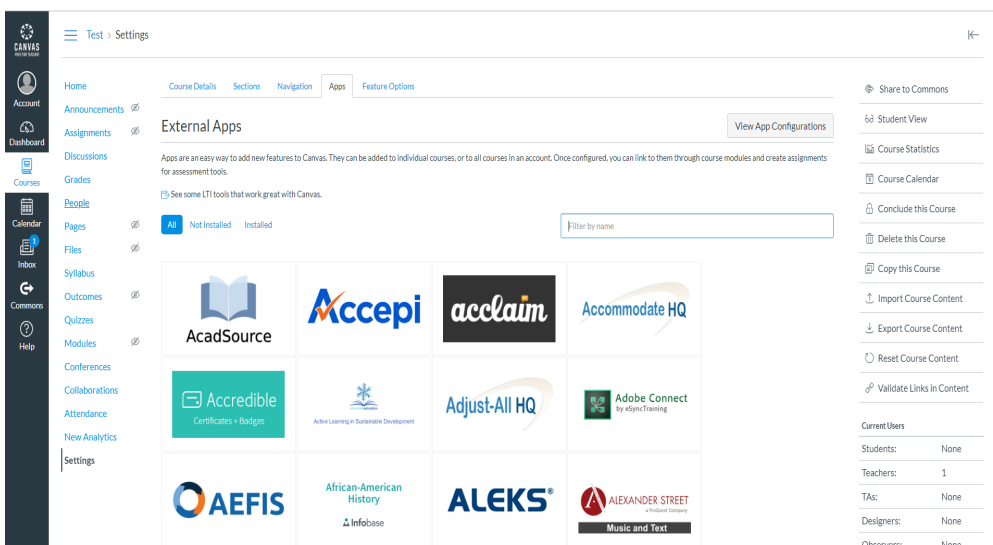 CANVAS
FREE FOR TEACHER
Account
Dashboard
Courses
Calendar
1
Inbox
Commons
Help
Test › Settings
Home
Announcements
Assignments
Discussions
Grades
People
Pages
Files
Syllabus
Outcomes
Quizzes
Modules
Conferences
Collaborations
Attendance
New Analytics
Settings
Course Details Sections Navigation Apps Feature Options
External Apps
View App Configurations
Apps are an easy way to add new features to Canvas. They can be added to individual courses, or to all courses in an account. Once configured, you can link to them through course modules and create assignments
for assessment tools.
See some LTI tools that work great with Canvas.
All Not Installed Installed
Filter by name
AcadSource
Accepi
acclaim
Accommodate HQ
Accredible
Certificates + Badges
Active Learning in Sustainable Development
Adjust-All HQ
Adobe Connect
by eSyncTraining
AEFIS
African-American
History
Infobase
ALEKS®
ALEXANDER STREET
a ProQuest Company
Music and Text
Share to Commons
Student View
Course Statistics
Course Calendar
Conclude this Course
Delete this Course
Copy this Course
Import Course Content
Export Course Content
Reset Course Content
Validate Links in Content
Current Users
Students: None
Teachers: 1
TAs: None
Designers: None
Observers: None